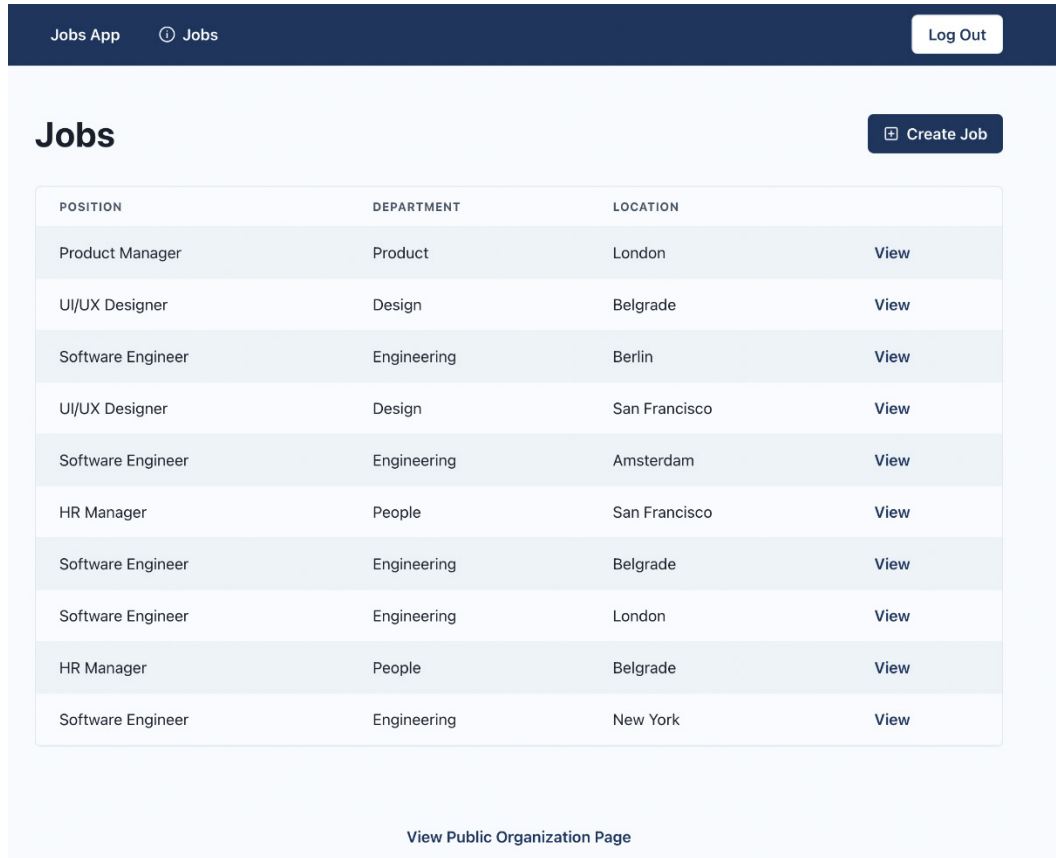 Jobs App Jobs Log Out
Jobs Create Job
POSITION DEPARTMENT LOCATION
Product Manager Product London View
UI/UX Designer Design Belgrade View
Software Engineer Engineering Berlin View
UI/UX Designer Design San Francisco View
Software Engineer Engineering Amsterdam View
HR Manager People San Francisco View
Software Engineer Engineering Belgrade View
Software Engineer Engineering London View
HR Manager People Belgrade View
Software Engineer Engineering New York View
View Public Organization Page